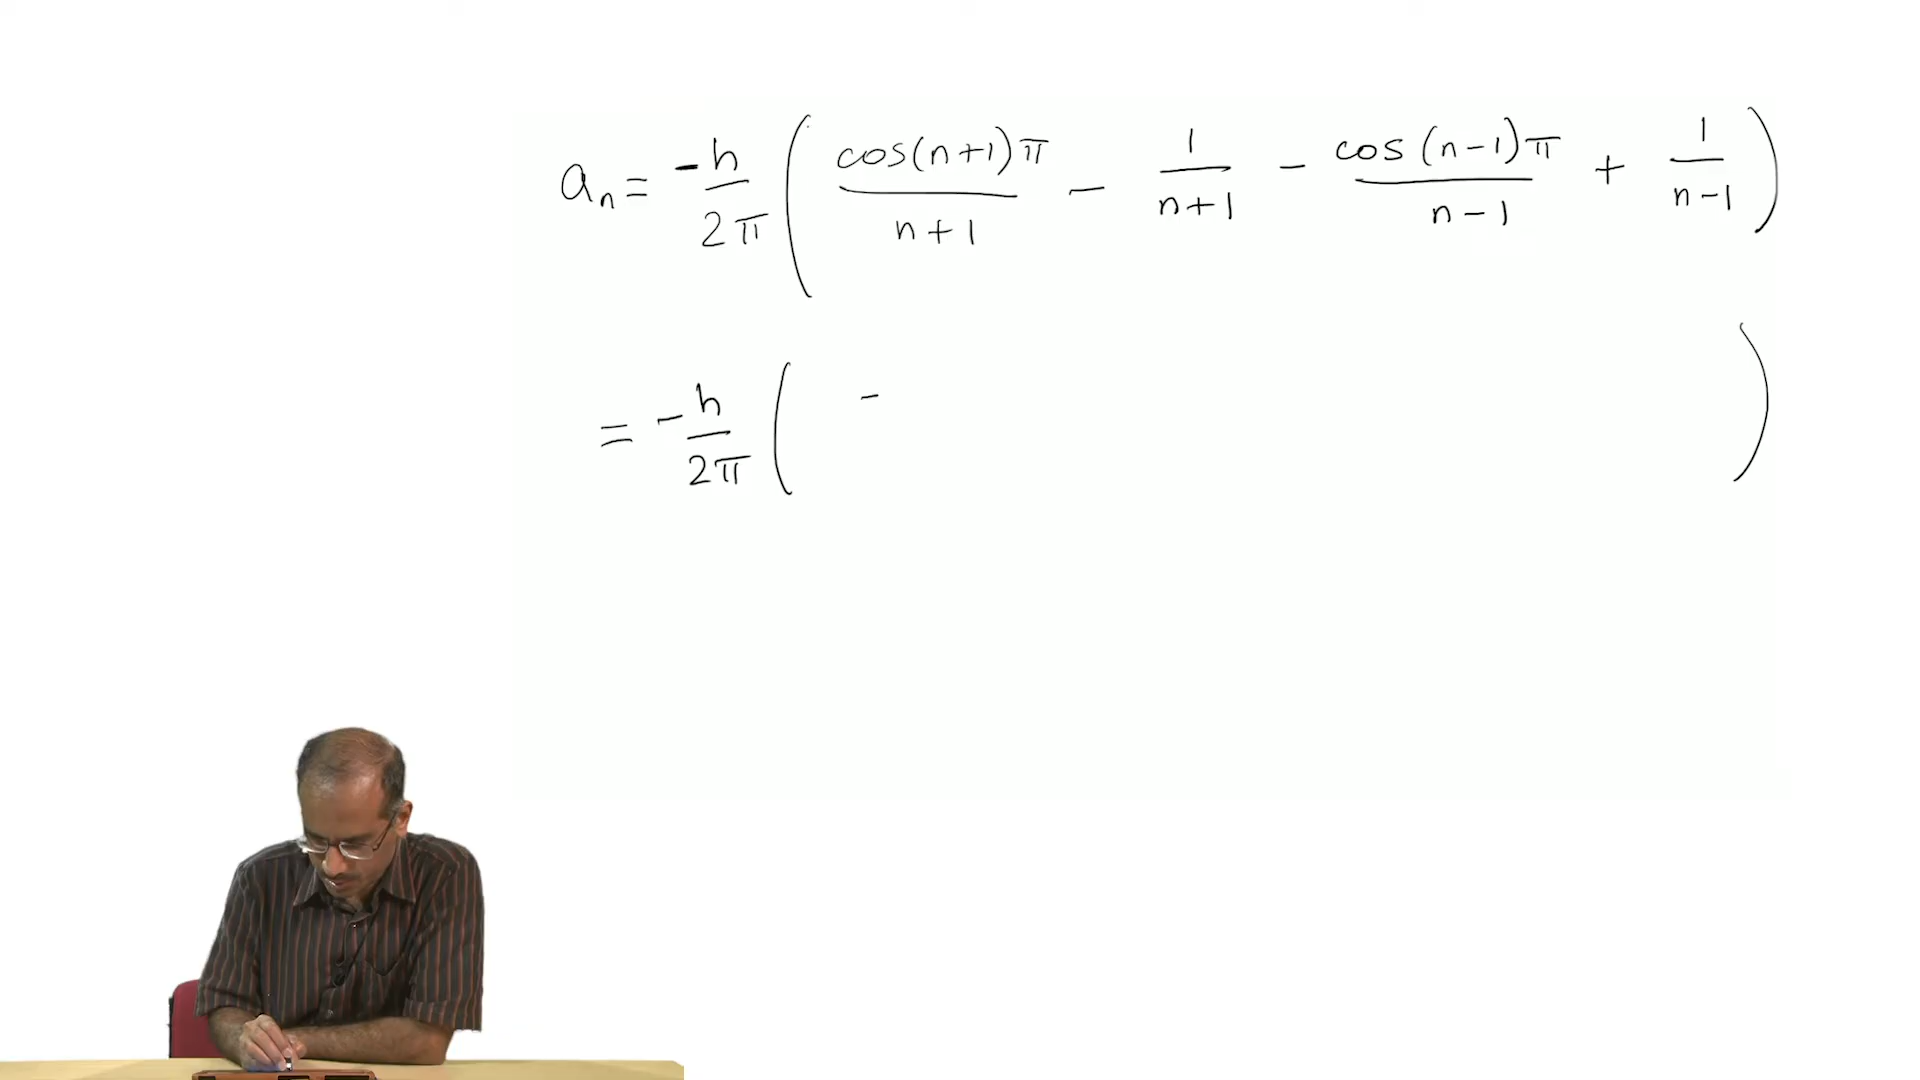 aₙ = -h/2π ( cos(n+1)π/n+1 - 1/n+1 - cos(n-1)π/n-1 + 1/n-1 )
= -h/2π ( - )